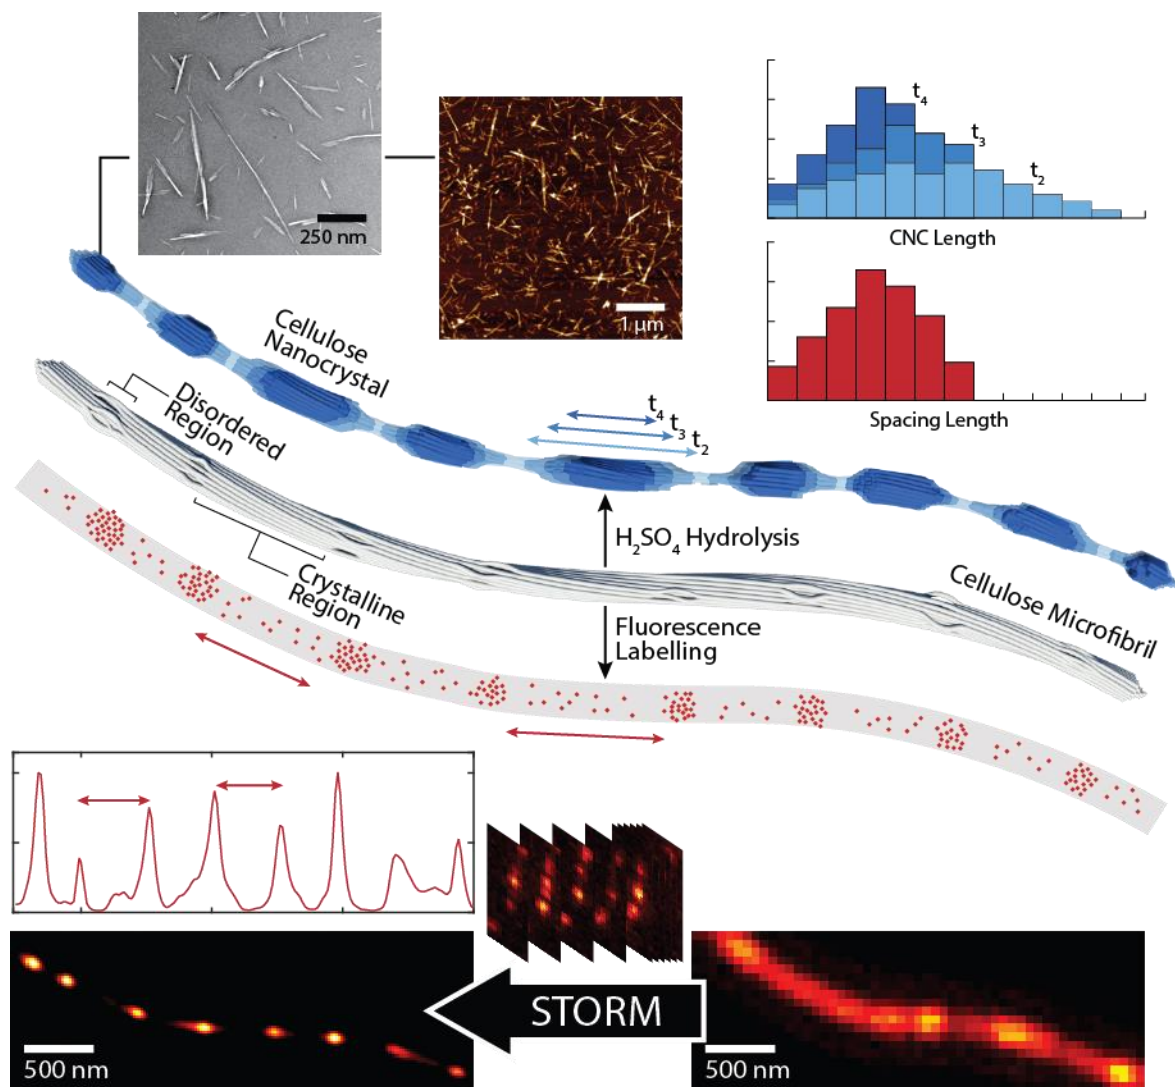 250 nm
1 μm
t₄
t₃
t₂
CNC Length
Spacing Length
Cellulose
Nanocrystal
Disordered
Region
t₄
t₃
t₂
H₂SO₄ Hydrolysis
Crystalline
Region
Fluorescence
Labelling
Cellulose Microfibril
STORM
500 nm
500 nm